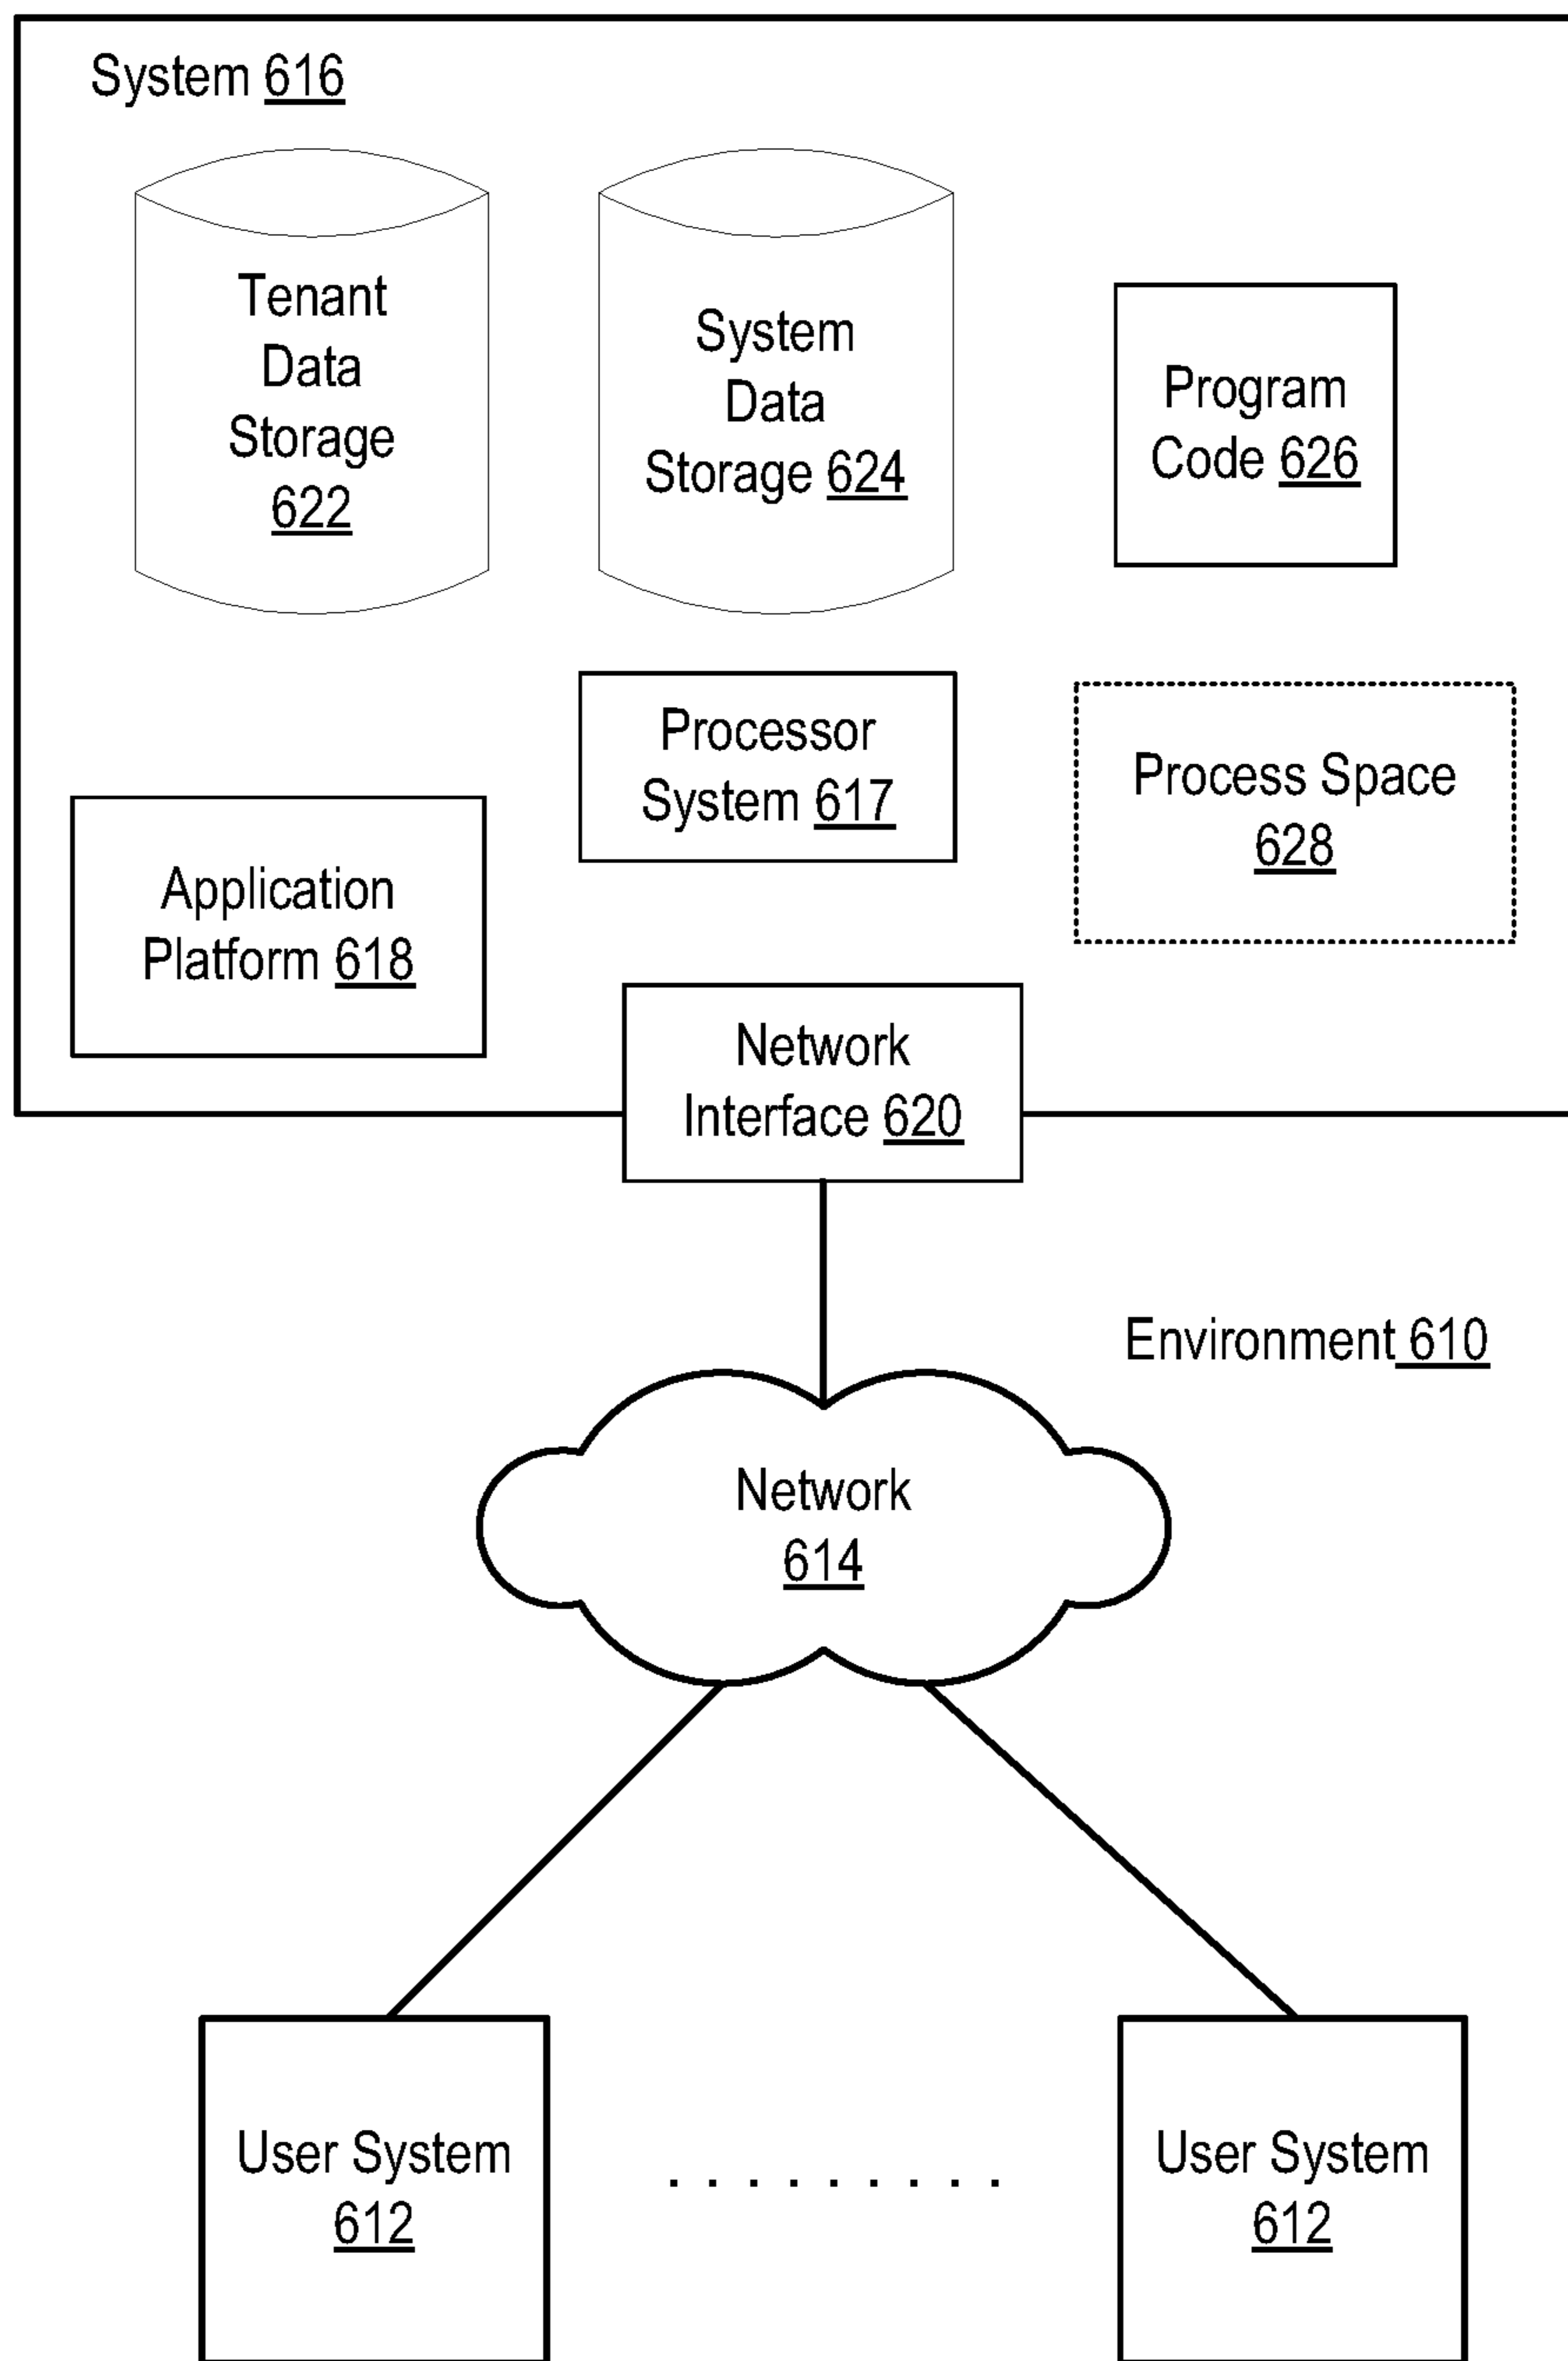 System 616
Tenant
Data
Storage
622
System
Data
Storage 624
Program
Code 626
Processor
System 617
Process Space
628
Application
Platform 618
Network
Interface 620
Environment 610
Network
614
User System
612
. . . . . . . . .
User System
612